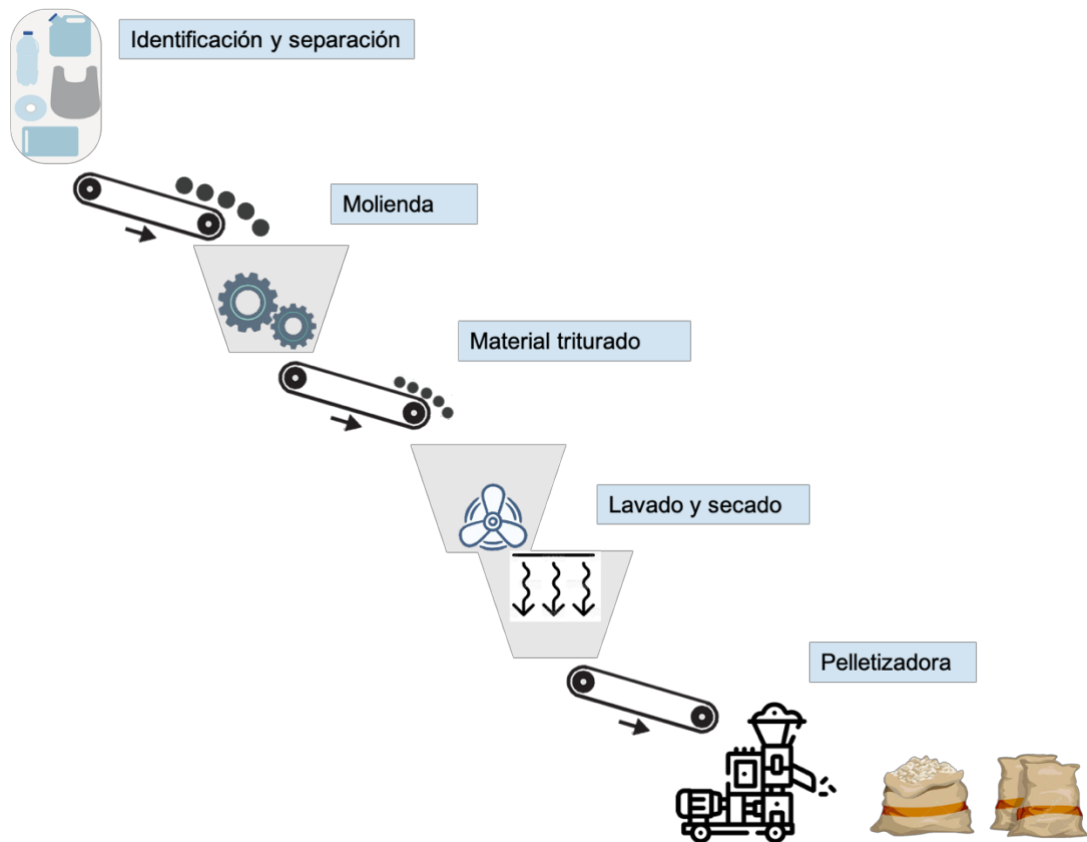 Identificación y separación
Molienda
Material triturado
Lavado y secado
Pelletizadora